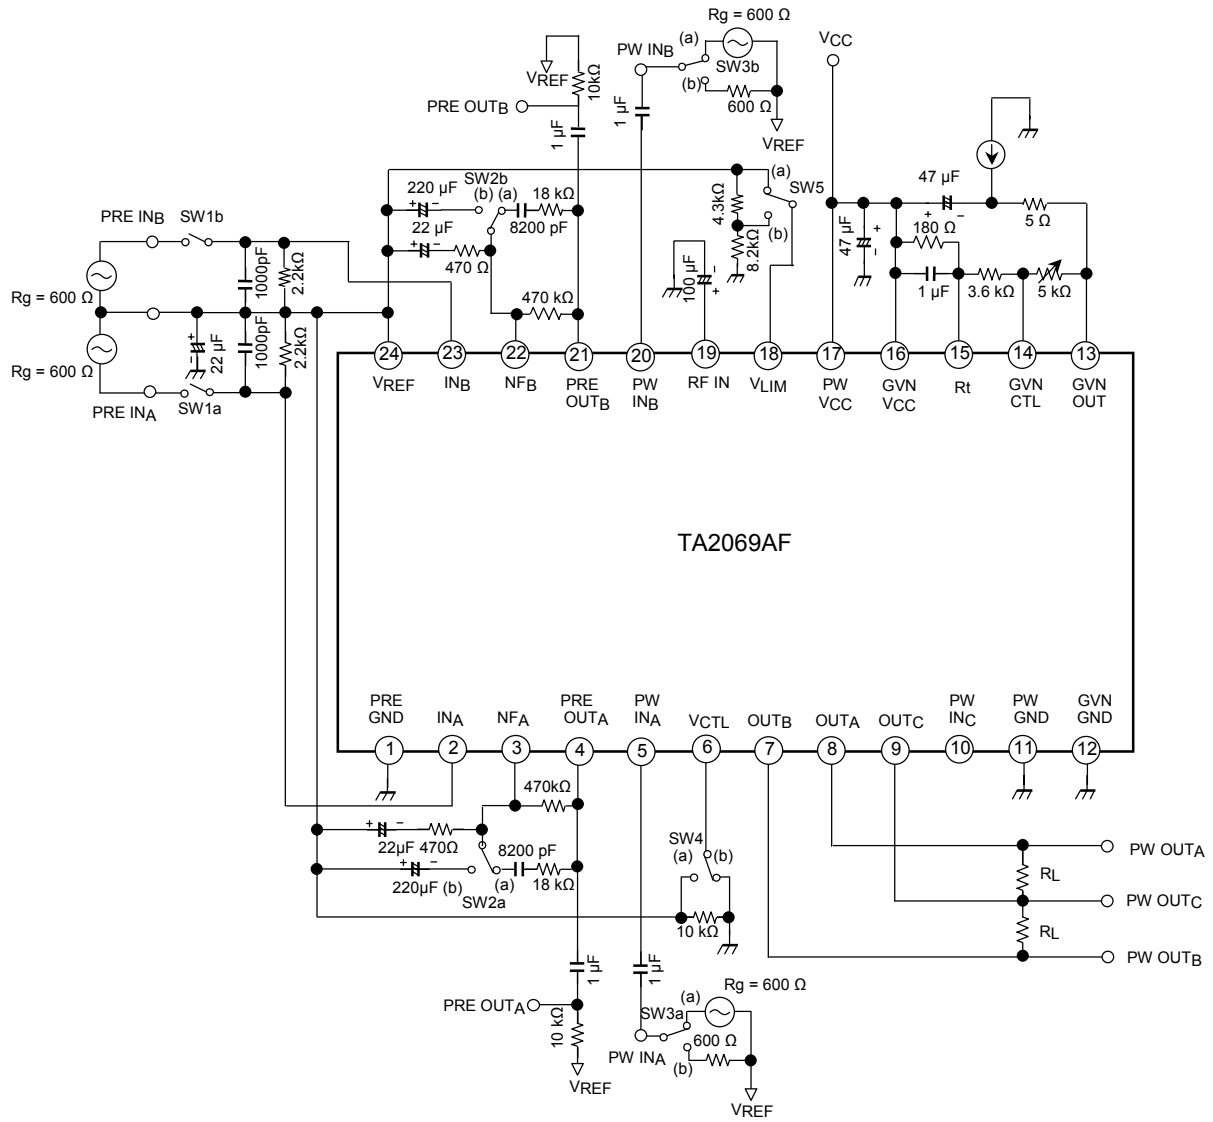 Rg = 600 Ω
(a)
PW INB
SW3b
(b)
600 Ω
VREF
VCC
VREF
10kΩ
PRE OUTB
1 μF
1 μF
47 μF
+ −
5 Ω
SW2b
220 μF
(b) (a)
18 kΩ
+ −
22 μF
8200 pF
+ −
470 Ω
470 kΩ
(a)
SW5
4.3kΩ
(b)
8.2kΩ
100 μF
−
+
47 μF
+
−
180 Ω
1 μF
3.6 kΩ
5 kΩ
PRE INB
SW1b
1000pF
2.2kΩ
Rg = 600 Ω
+
−
22 μF
1000pF
2.2kΩ
Rg = 600 Ω
PRE INA
SW1a
24 23 22 21 20 19 18 17 16 15 14 13
VREF
INB
NFB
PRE OUTB
PW INB
RF IN
VLIM
PW VCC
GVN VCC
Rt
GVN CTL
GVN OUT
TA2069AF
PRE GND
INA
NFA
PRE OUTA
PW INA
VCTL
OUTB
OUTA
OUTC
PW INC
PW GND
GVN GND
1 2 3 4 5 6 7 8 9 10 11 12
470kΩ
+ −
22μF 470Ω
8200 pF
+ −
220μF (b)
(a)
18 kΩ
SW2a
SW4
(a) (b)
10 kΩ
RL
RL
PW OUTA
PW OUTC
PW OUTB
1 μF
1 μF
PRE OUTA
10 kΩ
VREF
Rg = 600 Ω
(a)
SW3a
600 Ω
PW INA
(b)
VREF